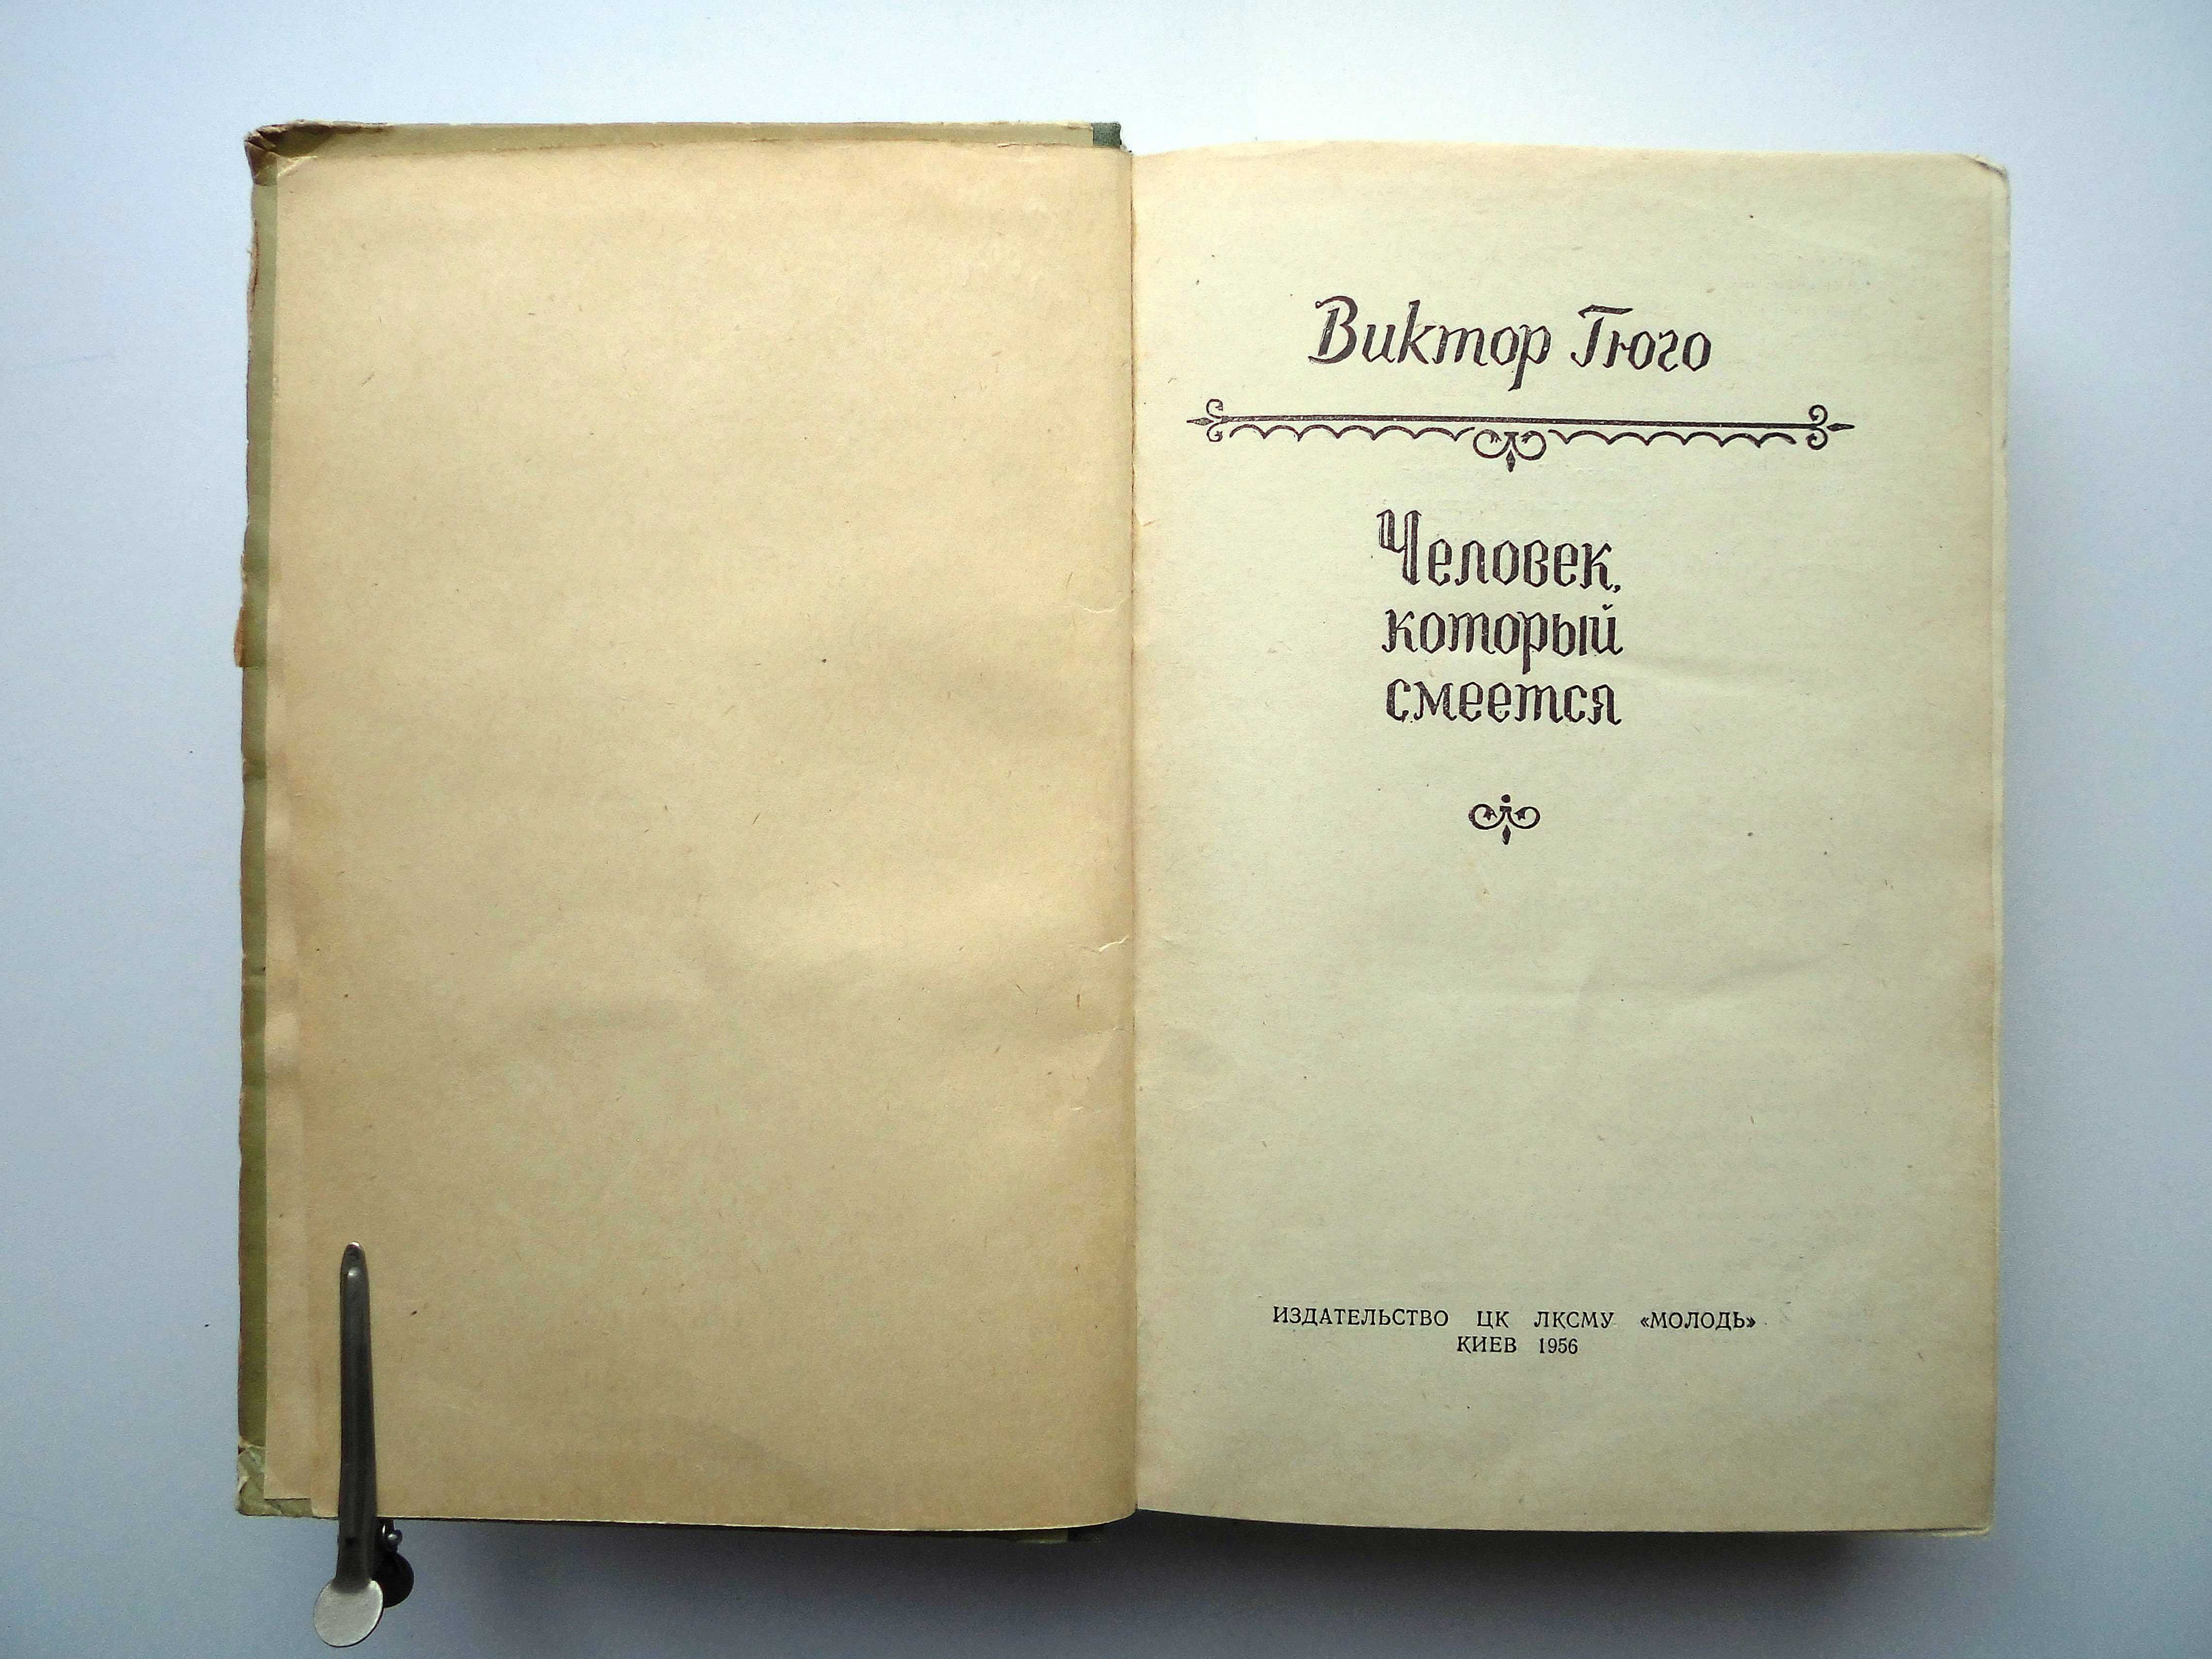 Виктор Гюго
Человек,
который
смеется
ИЗДАТЕЛЬСТВО ЦК ЛКСМУ «МОЛОДЬ»
КИЕВ 1956